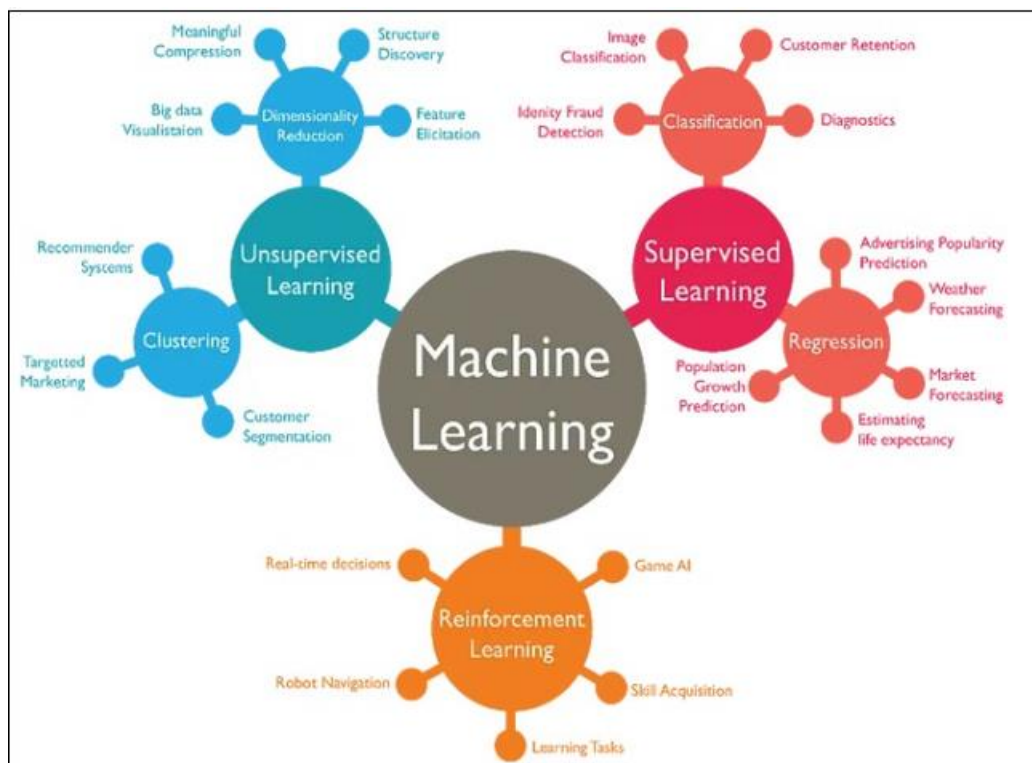 Meaningful
Compression
Structure
Discovery
Big data
Visualistaion
Dimensionality
Reduction
Feature
Elicitation
Image
Classification
Customer Retention
Idenity Fraud
Detection
Classification
Diagnostics
Recommender
Systems
Unsupervised
Learning
Clustering
Targetted
Marketing
Customer
Segmentation
Machine
Learning
Supervised
Learning
Advertising Popularity
Prediction
Weather
Forecasting
Regression
Population
Growth
Prediction
Market
Forecasting
Estimating
life expectancy
Real-time decisions
Game AI
Reinforcement
Learning
Robot Navigation
Skill Acquisition
Learning Tasks